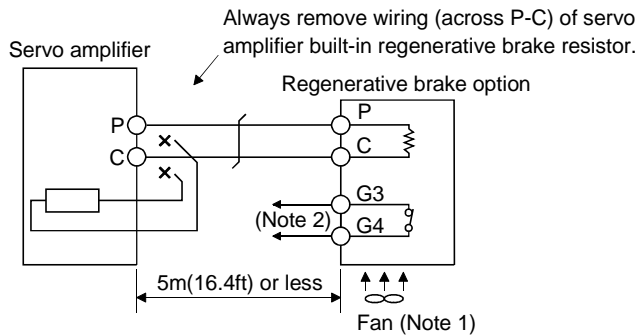 Always remove wiring (across P-C) of servo
amplifier built-in regenerative brake resistor.
Servo amplifier
Regenerative brake option
P
P
C
C
G3
(Note 2)
G4
5m(16.4ft) or less
Fan (Note 1)